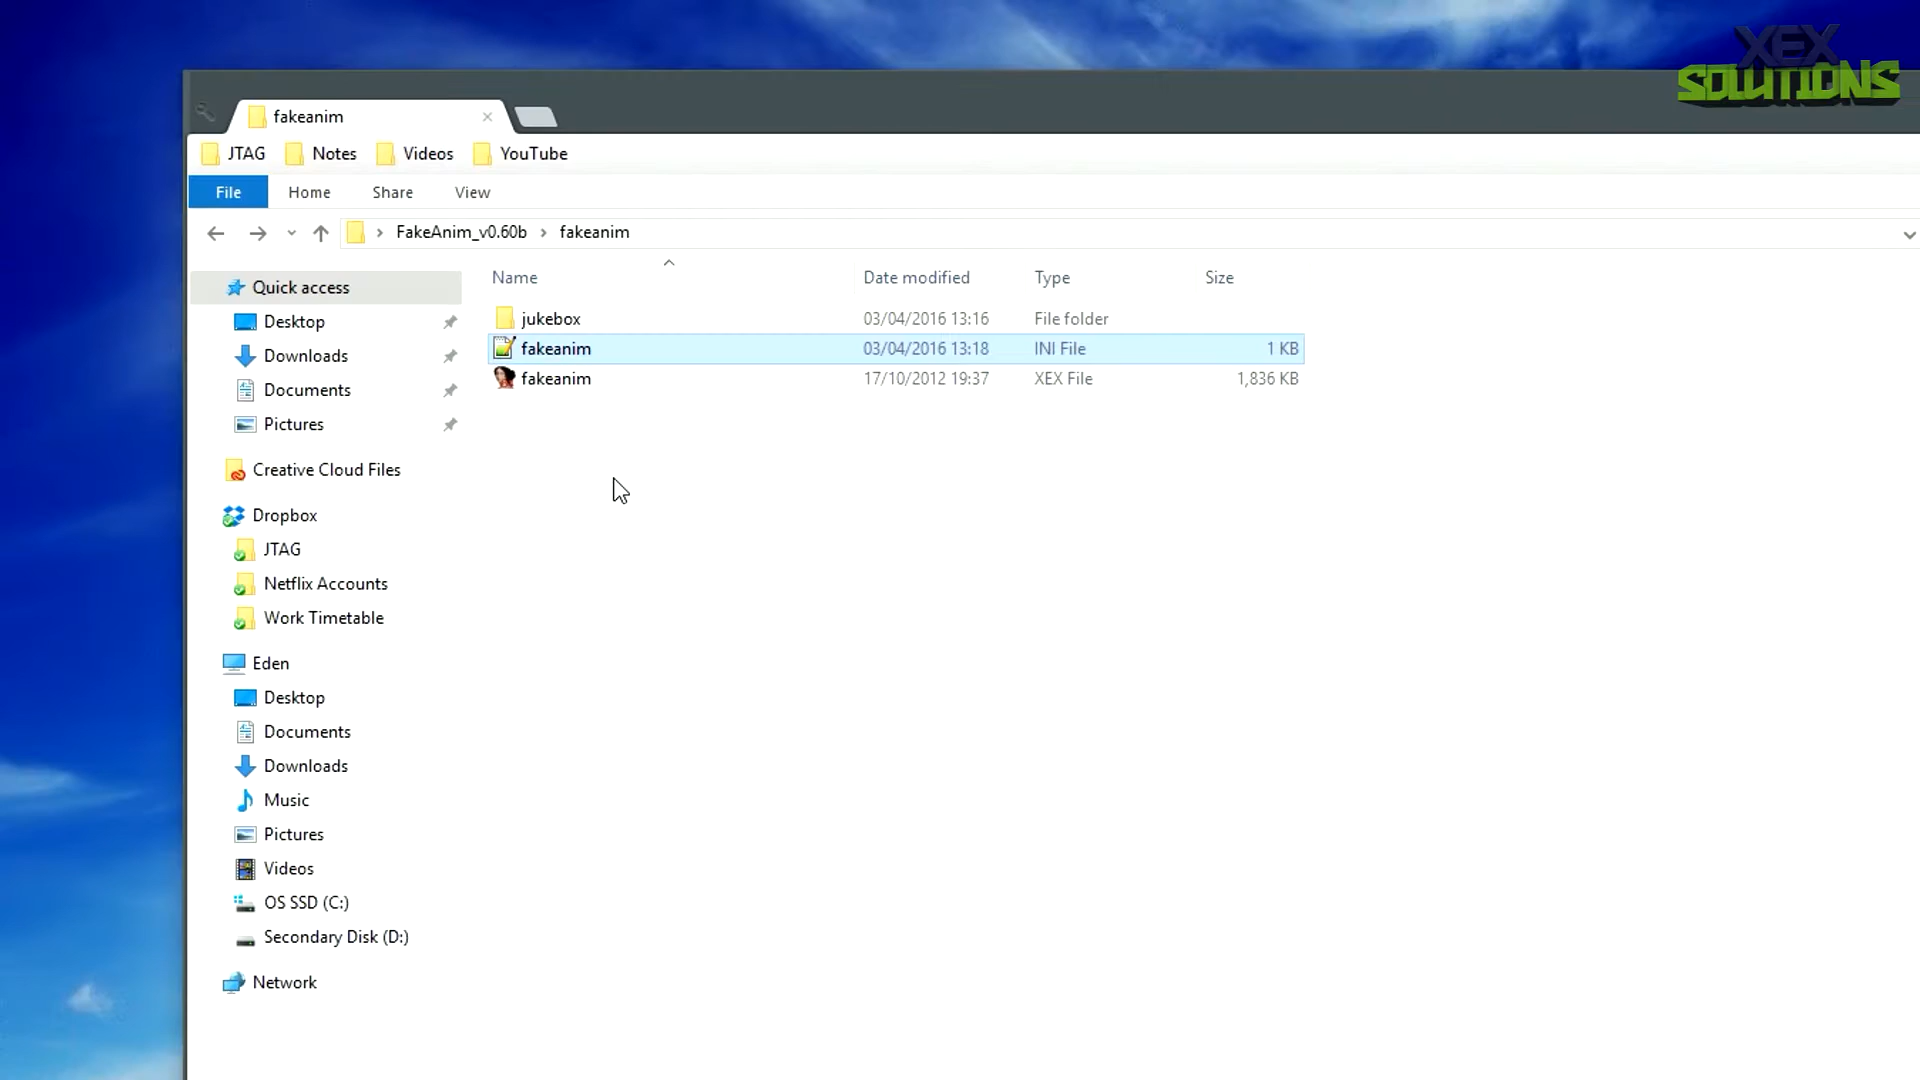 XEX
SOLUTIONS
fakeanim
JTAG Notes Videos YouTube
File Home Share View
FakeAnim_v0.60b fakeanim
Name Date modified Type Size
jukebox 03/04/2016 13:16 File folder
fakeanim 03/04/2016 13:18 INI File 1 KB
fakeanim 17/10/2012 19:37 XEX File 1,836 KB
Quick access
Desktop
Downloads
Documents
Pictures
Creative Cloud Files
Dropbox
JTAG
Netflix Accounts
Work Timetable
Eden
Desktop
Documents
Downloads
Music
Pictures
Videos
OS SSD (C:)
Secondary Disk (D:)
Network